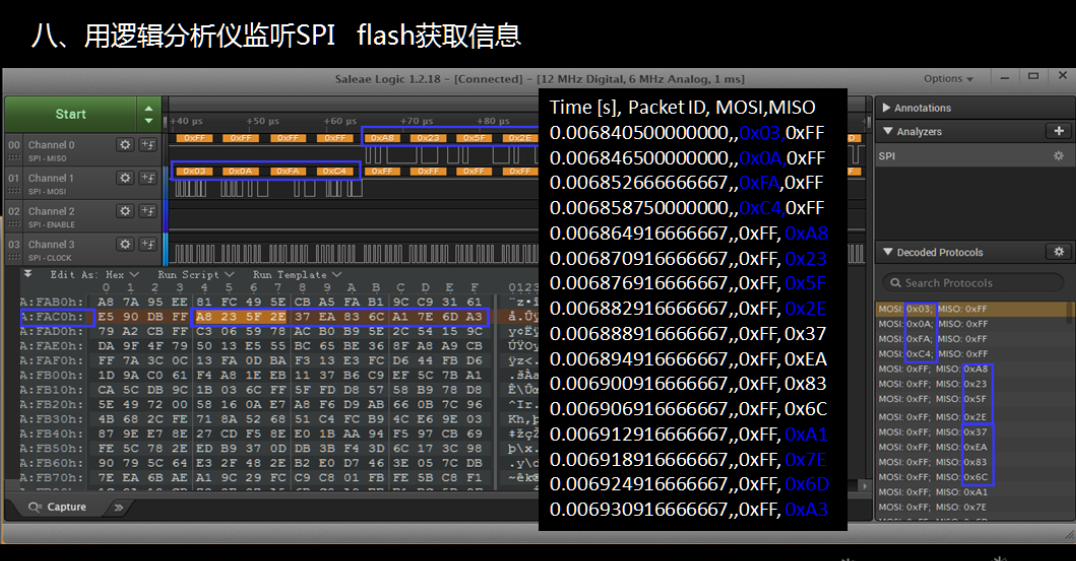 八、用逻辑分析仪监听SPI flash获取信息
Saleae Logic 1.2.18 - [Connected] - [12 MHz Digital, 6 MHz Analog, 1 ms]
Options
Start
+40 µs +50 µs +60 µs +70 µs +80 µs
00 Channel 0
SPI - MISO
0xFF 0xFF 0xFF 0xFF 0xA8 0x23 0x5F 0x2E
01 Channel 1
SPI - MOSI
0x03 0x0A 0xFA 0xC4 0xFF 0xFF 0xFF 0xFF
02 Channel 2
SPI - ENABLE
03 Channel 3
SPI - CLOCK
Edit As: Hex Run Script Run Template
0 1 2 3 4 5 6 7 8 9 A B C D E F 0123
A:FAB0h: A8 7A 95 EE 81 FC 49 5E CB A5 FA B1 9C C9 31 61
A:FAC0h: E5 90 DB FF A8 23 5F 2E 37 EA 83 6C A1 7E 6D A3
A:FAD0h: 79 A2 CB FF C3 06 59 78 AC B0 B9 5E 2C 54 15 9C
A:FAE0h: DA 9F 4F 79 50 13 E5 55 BC 65 BE 36 8F A8 A9 CB
A:FAF0h: FF 7A 3C 0C 13 FA 0D BA F3 13 E3 FC D6 44 FB D6
A:FB00h: 1D 9A C0 61 F4 A8 1E EB 11 37 B6 C9 EF 5C 7B A1
A:FB10h: CA 5C DB 9C 1B 03 6C FF 5F FD D8 57 58 B9 78 D8
A:FB20h: 5E 49 72 00 58 16 0A E7 A8 F6 D9 AB 66 0B 7C 96
A:FB30h: 4B 68 2C FE 71 8A 52 68 51 C4 FC B9 4C E6 9E 03
A:FB40h: 87 9E E7 8E 27 CD F5 8E E0 1B AA 94 F5 97 CB 69
A:FB50h: FE 5C 78 2E ED B9 37 0D DB 3B F4 3D 6C 17 3C 98
A:FB60h: 90 79 5C 64 E3 2F 48 2E B2 E0 D7 46 3E 05 7C DB
A:FB70h: 7E EA 6B AE A1 9C 29 FC C9 C8 01 FB FE 5B C8 F1
Capture
Time [s], Packet ID, MOSI,MISO
0.006840500000000,,0x03,0xFF
0.006846500000000,,0x0A,0xFF
0.006852666666667,,0xFA,0xFF
0.006858750000000,,0xC4,0xFF
0.006864916666667,,0xFF,0xA8
0.006870916666667,,0xFF,0x23
0.006876916666667,,0xFF,0x5F
0.006882916666667,,0xFF,0x2E
0.006888916666667,,0xFF,0x37
0.006894916666667,,0xFF,0xEA
0.006900916666667,,0xFF,0x83
0.006906916666667,,0xFF,0x6C
0.006912916666667,,0xFF,0xA1
0.006918916666667,,0xFF,0x7E
0.006924916666667,,0xFF,0x6D
0.006930916666667,,0xFF,0xA3
Annotations
Analyzers
SPI
Decoded Protocols
Search Protocols
MOSI: 0x03; MISO: 0xFF
MOSI: 0x0A; MISO: 0xFF
MOSI: 0xFA; MISO: 0xFF
MOSI: 0xC4; MISO: 0xFF
MOSI: 0xFF; MISO: 0xA8
MOSI: 0xFF; MISO: 0x23
MOSI: 0xFF; MISO: 0x5F
MOSI: 0xFF; MISO: 0x2E
MOSI: 0xFF; MISO: 0x37
MOSI: 0xFF; MISO: 0xEA
MOSI: 0xFF; MISO: 0x83
MOSI: 0xFF; MISO: 0x6C
MOSI: 0xFF; MISO: 0xA1
MOSI: 0xFF; MISO: 0x7E